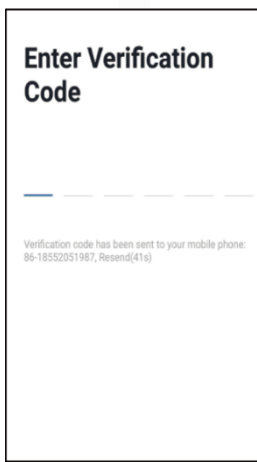 Enter Verification
Code
Verification code has been sent to your mobile phone:
86-18552051987, Resend(41s)